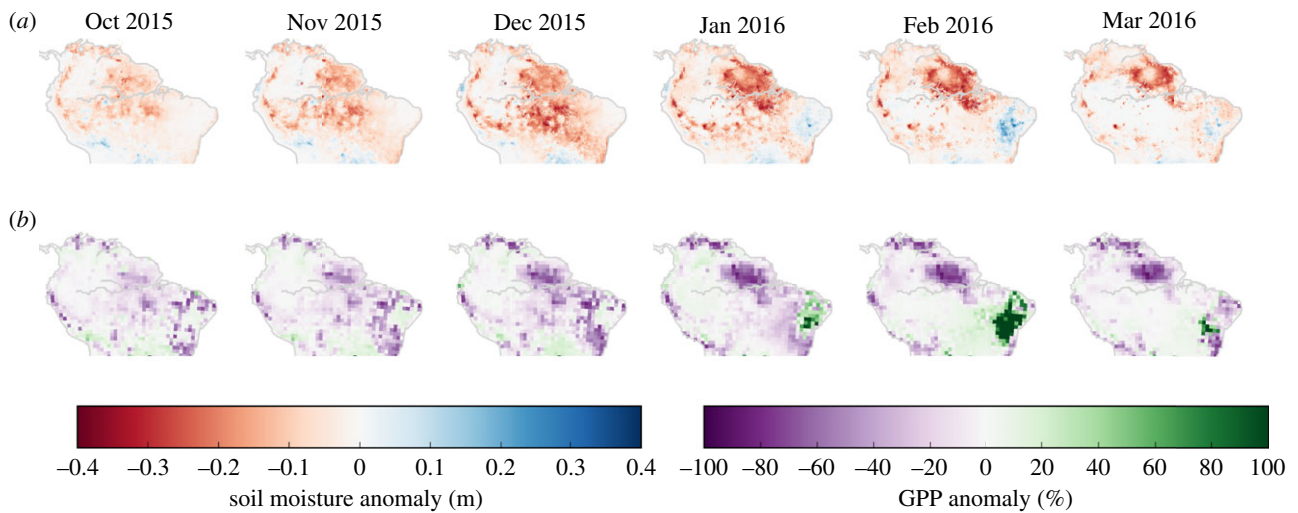 (a) Oct 2015 Nov 2015 Dec 2015 Jan 2016 Feb 2016 Mar 2016
(b)
–0.4 –0.3 –0.2 –0.1 0 0.1 0.2 0.3 0.4
soil moisture anomaly (m)
–100 –80 –60 –40 –20 0 20 40 60 80 100
GPP anomaly (%)